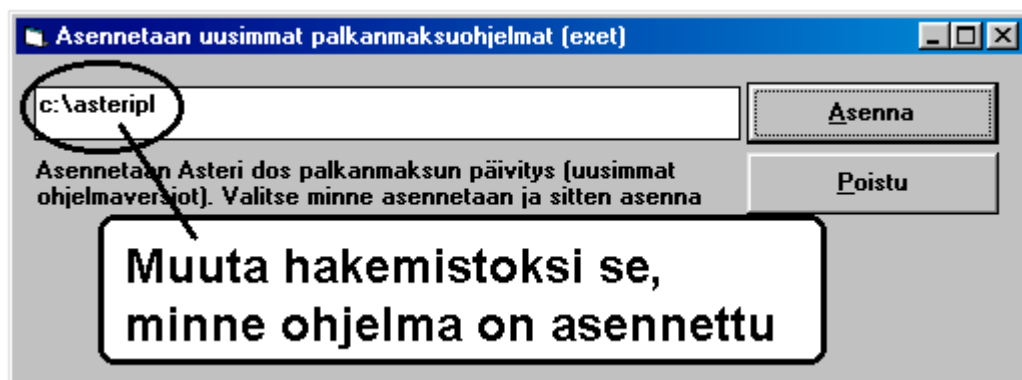 Asennetaan uusimmat palkanmaksuohjelmat (exet)
c:\asteripl
Asenna
Asennetaan Asteri dos palkanmaksun päivitys (uusimmat
ohjelmaversiot). Valitse minne asennetaan ja sitten asenna
Poistu
Muuta hakemistoksi se,
minne ohjelma on asennettu